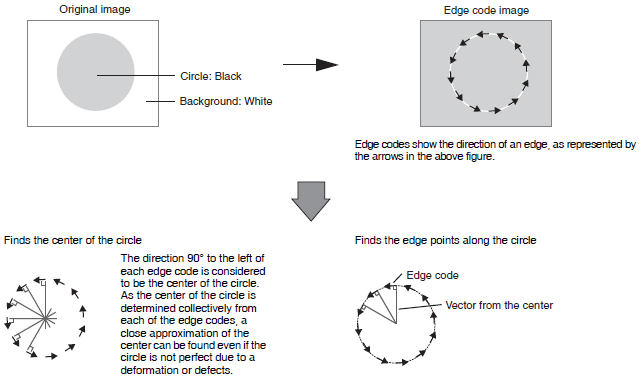 Original image
Edge code image
Circle: Black
Background: White
Edge codes show the direction of an edge, as represented by
the arrows in the above figure.
Finds the center of the circle
The direction 90° to the left of
each edge code is considered
to be the center of the circle.
As the center of the circle is
determined collectively from
each of the edge codes, a
close approximation of the
center can be found even if the
circle is not perfect due to a
deformation or defects.
Finds the edge points along the circle
Edge code
Vector from the center